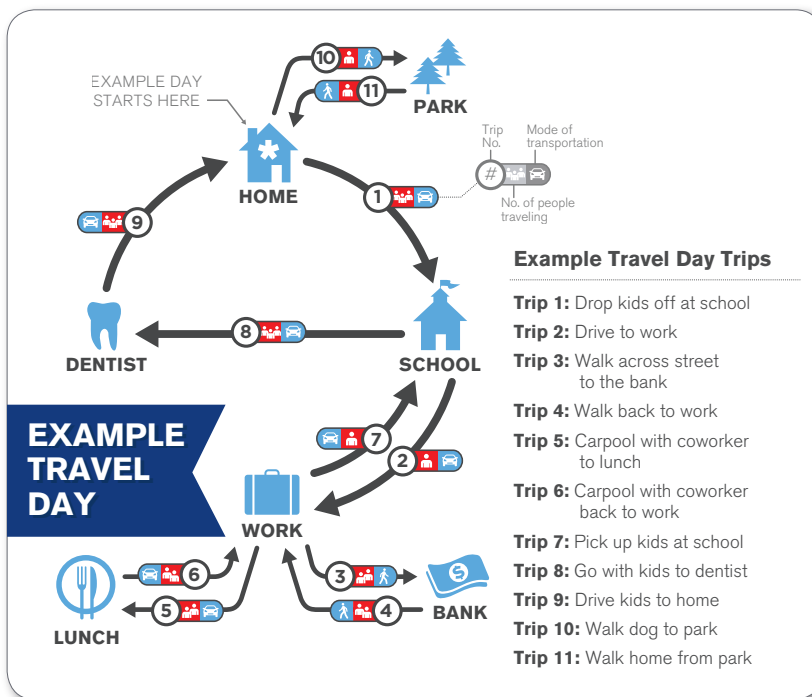 EXAMPLE DAY
STARTS HERE
10
11
PARK
HOME
Trip
No.
Mode of
transportation
#
No. of people
traveling
1
9
DENTIST
8
SCHOOL
7
2
EXAMPLE
TRAVEL
DAY
WORK
6
5
LUNCH
3
4
$
BANK
Example Travel Day Trips
Trip 1: Drop kids off at school
Trip 2: Drive to work
Trip 3: Walk across street
to the bank
Trip 4: Walk back to work
Trip 5: Carpool with coworker
to lunch
Trip 6: Carpool with coworker
back to work
Trip 7: Pick up kids at school
Trip 8: Go with kids to dentist
Trip 9: Drive kids to home
Trip 10: Walk dog to park
Trip 11: Walk home from park